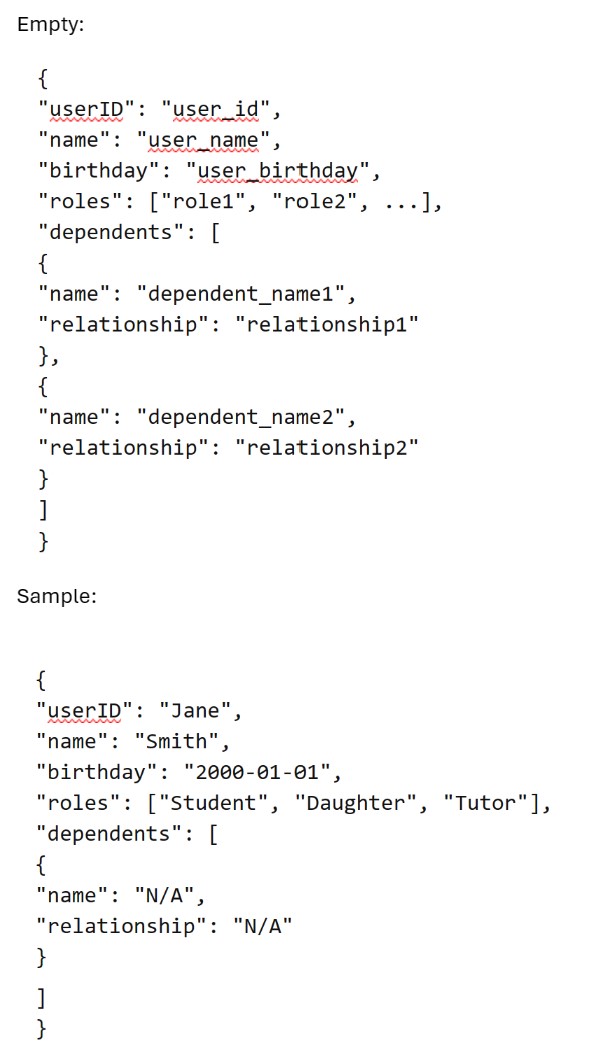 Empty:
{
"userID": "user_id",
"name": "user_name",
"birthday": "user_birthday",
"roles": ["role1", "role2", ...],
"dependents": [
{
"name": "dependent_name1",
"relationship": "relationship1"
},
{
"name": "dependent_name2",
"relationship": "relationship2"
}
]
}
Sample:
{
"userID": "Jane",
"name": "Smith",
"birthday": "2000-01-01",
"roles": ["Student", "Daughter", "Tutor"],
"dependents": [
{
"name": "N/A",
"relationship": "N/A"
}
]
}